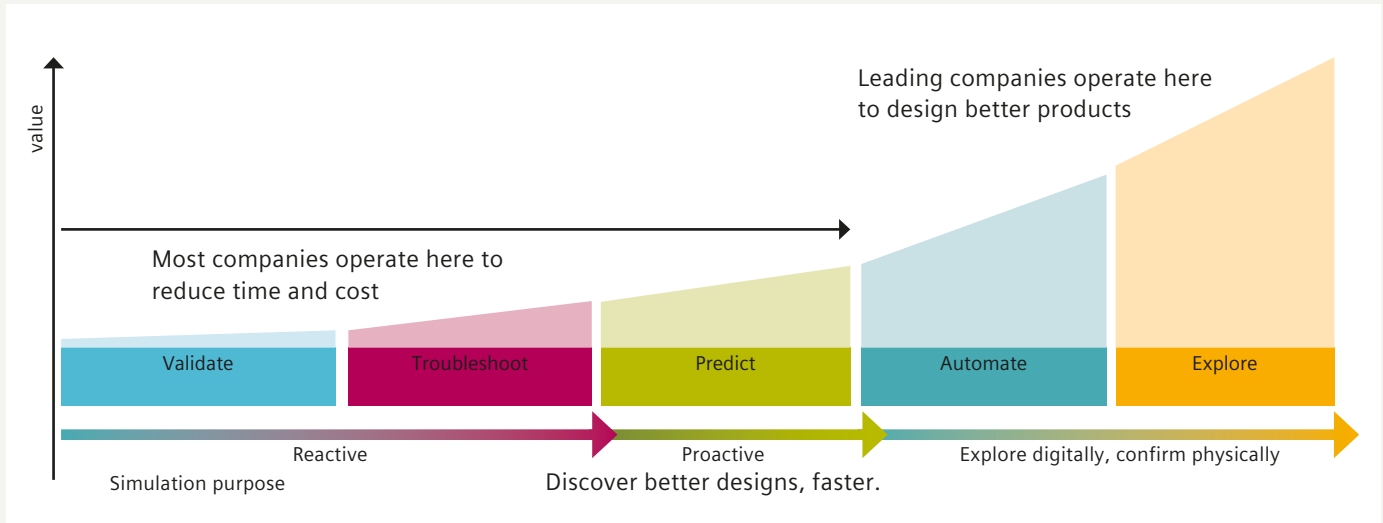 value
Leading companies operate here
to design better products
Most companies operate here to
reduce time and cost
Validate
Troubleshoot
Predict
Automate
Explore
Reactive
Proactive
Explore digitally, confirm physically
Simulation purpose
Discover better designs, faster.